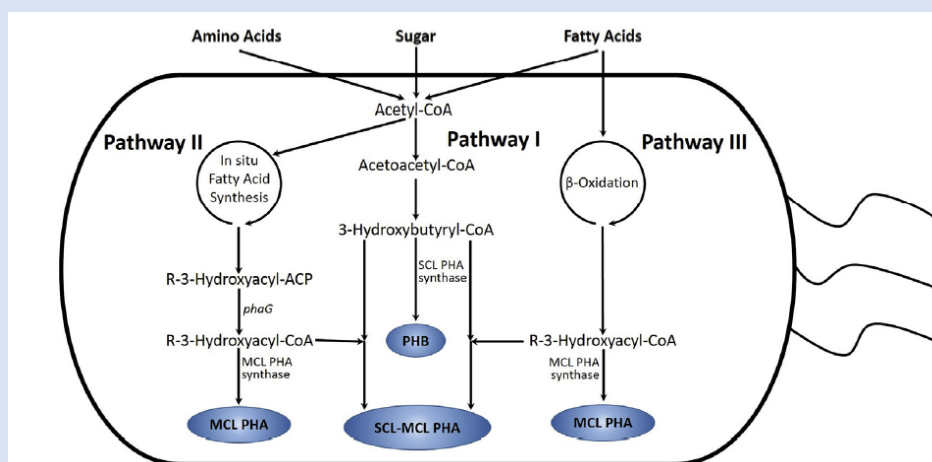 Amino Acids
Sugar
Fatty Acids
Acetyl-CoA
Pathway II
Pathway I
Pathway III
In situ
Fatty Acid
Synthesis
Acetoacetyl-CoA
β-Oxidation
3-Hydroxybutyryl-CoA
SCL PHA
synthase
R-3-Hydroxyacyl-ACP
phaG
R-3-Hydroxyacyl-CoA
PHB
R-3-Hydroxyacyl-CoA
MCL PHA
synthase
MCL PHA
synthase
MCL PHA
SCL-MCL PHA
MCL PHA